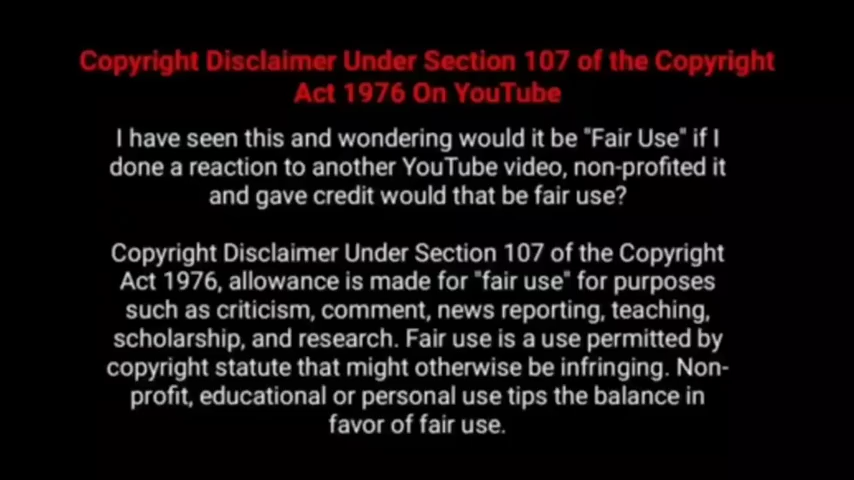 Copyright Disclaimer Under Section 107 of the Copyright
Act 1976 On YouTube
I have seen this and wondering would it be "Fair Use" if I
done a reaction to another YouTube video, non-profited it
and gave credit would that be fair use?
Copyright Disclaimer Under Section 107 of the Copyright
Act 1976, allowance is made for "fair use" for purposes
such as criticism, comment, news reporting, teaching,
scholarship, and research. Fair use is a use permitted by
copyright statute that might otherwise be infringing. Non-
profit, educational or personal use tips the balance in
favor of fair use.